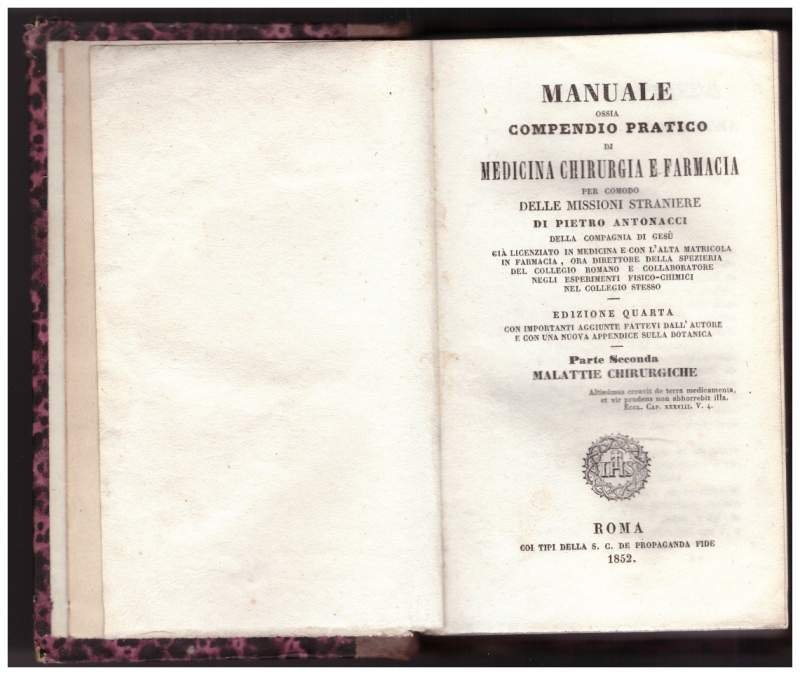 MANUALE
OSSIA
COMPENDIO PRATICO
DI
MEDICINA CHIRURGIA E FARMACIA
PER COMODO
DELLE MISSIONI STRANIERE
DI PIETRO ANTONACCI
DELLA COMPAGNIA DI GESÙ
GIÀ LICENZIATO IN MEDICINA E CON L'ALTA MATRICOLA
IN FARMACIA, ORA DIRETTORE DELLA SPEZIERIA
DEL COLLEGIO ROMANO E COLLABORATORE
NEGLI ESPERIMENTI FISICO-CHIMICI
NEL COLLEGIO STESSO
EDIZIONE QUARTA
CON IMPORTANTI AGGIUNTE FATTEVI DALL'AUTORE
E CON UNA NUOVA APPENDICE SULLA BOTANICA
Parte Seconda
MALATTIE CHIRURGICHE
Altissimus creavit de terra medicamenta,
et vir prudens non abhorrebit illa.
ECCL. CAP. XXXVIII. V. 4.
IHS
ROMA
COI TIPI DELLA S. C. DE PROPAGANDA FIDE
1852.